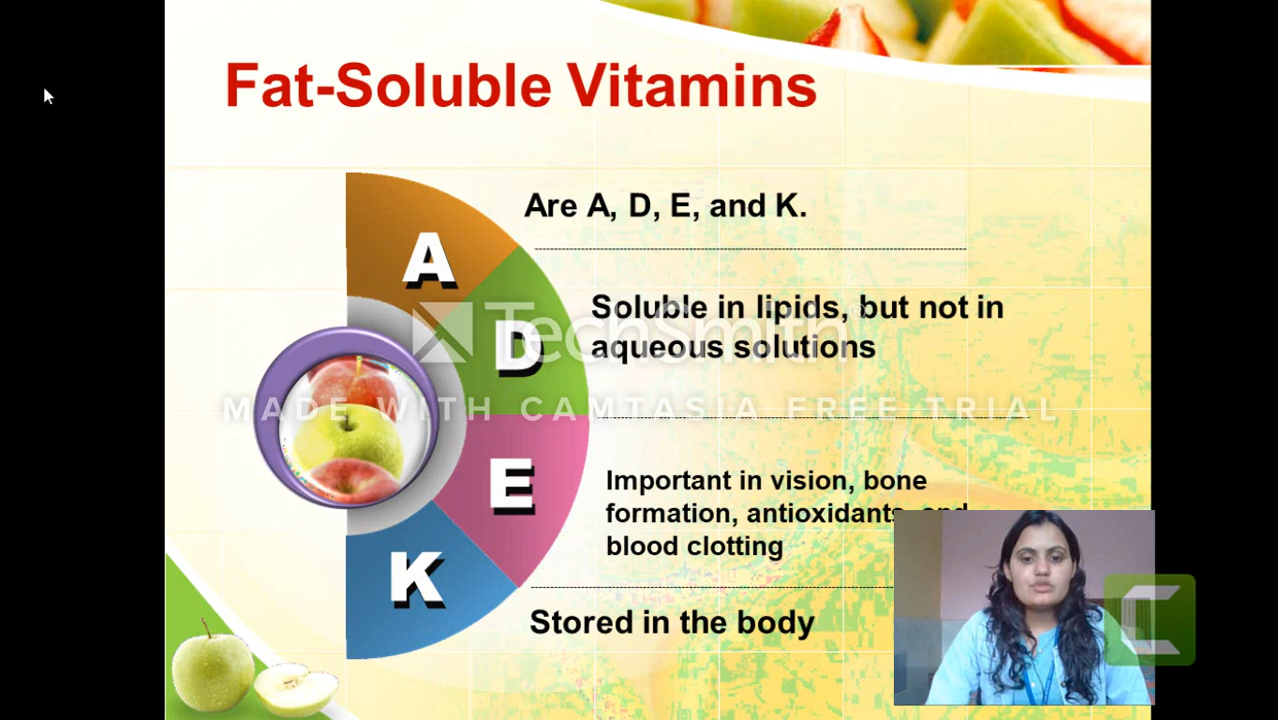 Fat-Soluble Vitamins
Are A, D, E, and K.
A
Soluble in lipids, but not in
aqueous solutions
D
TechSmith
MADE WITH CAMTASIA FREE TRIAL
Important in vision, bone
formation, antioxidants, and
blood clotting
E
K
Stored in the body